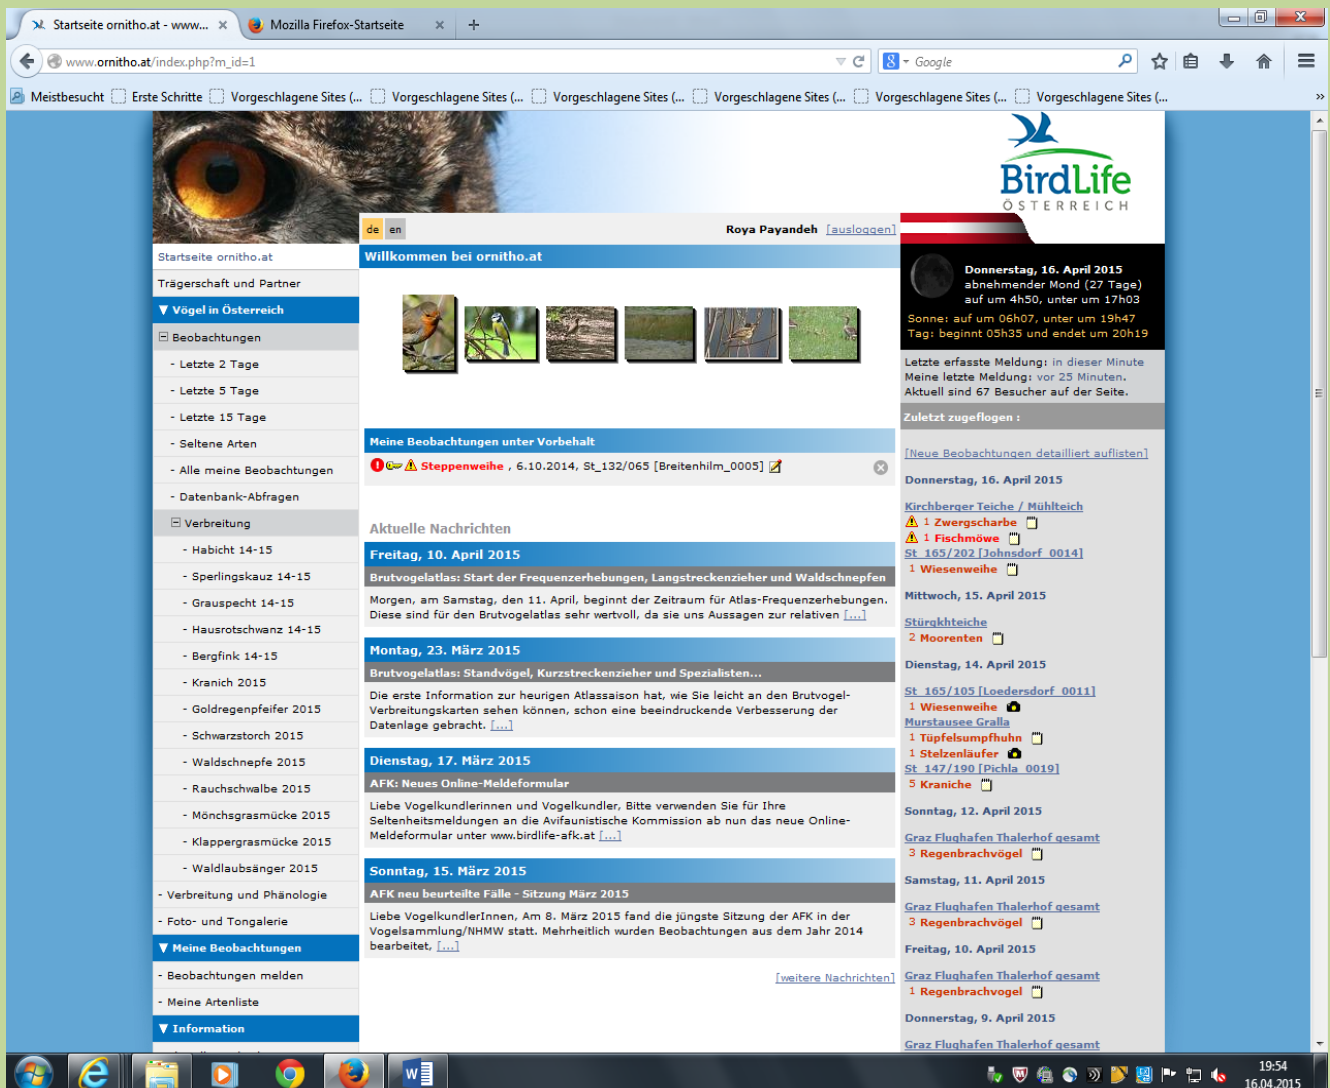 Startseite ornitho.at - www...
Mozilla Firefox-Startseite
www.ornitho.at/index.php?m_id=1
Google
Meistbesucht
Erste Schritte
Vorgeschlagene Sites (...
Vorgeschlagene Sites (...
Vorgeschlagene Sites (...
Vorgeschlagene Sites (...
Vorgeschlagene Sites (...
Vorgeschlagene Sites (...
BirdLife
ÖSTERREICH
de en
Roya Payandeh [ausloggen]
Startseite ornitho.at
Trägerschaft und Partner
Vögel in Österreich
Beobachtungen
- Letzte 2 Tage
- Letzte 5 Tage
- Letzte 15 Tage
- Seltene Arten
- Alle meine Beobachtungen
- Datenbank-Abfragen
Verbreitung
- Habicht 14-15
- Sperlingskauz 14-15
- Grauspecht 14-15
- Hausrotschwanz 14-15
- Bergfink 14-15
- Kranich 2015
- Goldregenpfeifer 2015
- Schwarzstorch 2015
- Waldschnepfe 2015
- Rauchschwalbe 2015
- Mönchsgrasmücke 2015
- Klappergrasmücke 2015
- Waldlaubsänger 2015
- Verbreitung und Phänologie
- Foto- und Tongalerie
Meine Beobachtungen
- Beobachtungen melden
- Meine Artenliste
Information
Willkommen bei ornitho.at
Meine Beobachtungen unter Vorbehalt
Steppenweihe , 6.10.2014, St_132/065 [Breitenhilm_0005]
Aktuelle Nachrichten
Freitag, 10. April 2015
Brutvogelatlas: Start der Frequenzerhebungen, Langstreckenzieher und Waldschnepfen
Morgen, am Samstag, den 11. April, beginnt der Zeitraum für Atlas-Frequenzerhebungen.
Diese sind für den Brutvogelatlas sehr wertvoll, da sie uns Aussagen zur relativen [...]
Montag, 23. März 2015
Brutvogelatlas: Standvögel, Kurzstreckenzieher und Spezialisten...
Die erste Information zur heurigen Atlassaison hat, wie Sie leicht an den Brutvogel-
Verbreitungskarten sehen können, schon eine beeindruckende Verbesserung der
Datenlage gebracht. [...]
Dienstag, 17. März 2015
AFK: Neues Online-Meldeformular
Liebe Vogelkundlerinnen und Vogelkundler, Bitte verwenden Sie für Ihre
Seltenheitsmeldungen an die Avifaunistische Kommission ab nun das neue Online-
Meldeformular unter www.birdlife-afk.at [...]
Sonntag, 15. März 2015
AFK neu beurteilte Fälle - Sitzung März 2015
Liebe VogelkundlerInnen, Am 8. März 2015 fand die jüngste Sitzung der AFK in der
Vogelsammlung/NHMW statt. Mehrheitlich wurden Beobachtungen aus dem Jahr 2014
bearbeitet, [...]
[weitere Nachrichten]
Donnerstag, 16. April 2015
abnehmender Mond (27 Tage)
auf um 4h50, unter um 17h03
Sonne: auf um 06h07, unter um 19h47
Tag: beginnt 05h35 und endet um 20h19
Letzte erfasste Meldung: in dieser Minute
Meine letzte Meldung: vor 25 Minuten.
Aktuell sind 67 Besucher auf der Seite.
Zuletzt zugeflogen :
[Neue Beobachtungen detailliert auflisten]
Donnerstag, 16. April 2015
Kirchberger Teiche / Mühlteich
1 Zwergscharbe
1 Fischmöwe
St_165/202 [Johnsdorf_0014]
1 Wiesenweihe
Mittwoch, 15. April 2015
Stürgkhteiche
2 Moorenten
Dienstag, 14. April 2015
St_165/105 [Loedersdorf_0011]
1 Wiesenweihe
Murstausee Gralla
1 Tüpfelsumpfhuhn
1 Stelzenläufer
St_147/190 [Pichla_0019]
5 Kraniche
Sonntag, 12. April 2015
Graz Flughafen Thalerhof gesamt
3 Regenbrachvögel
Samstag, 11. April 2015
Graz Flughafen Thalerhof gesamt
3 Regenbrachvögel
Freitag, 10. April 2015
Graz Flughafen Thalerhof gesamt
1 Regenbrachvogel
Donnerstag, 9. April 2015
Graz Flughafen Thalerhof gesamt
19:54
16.04.2015